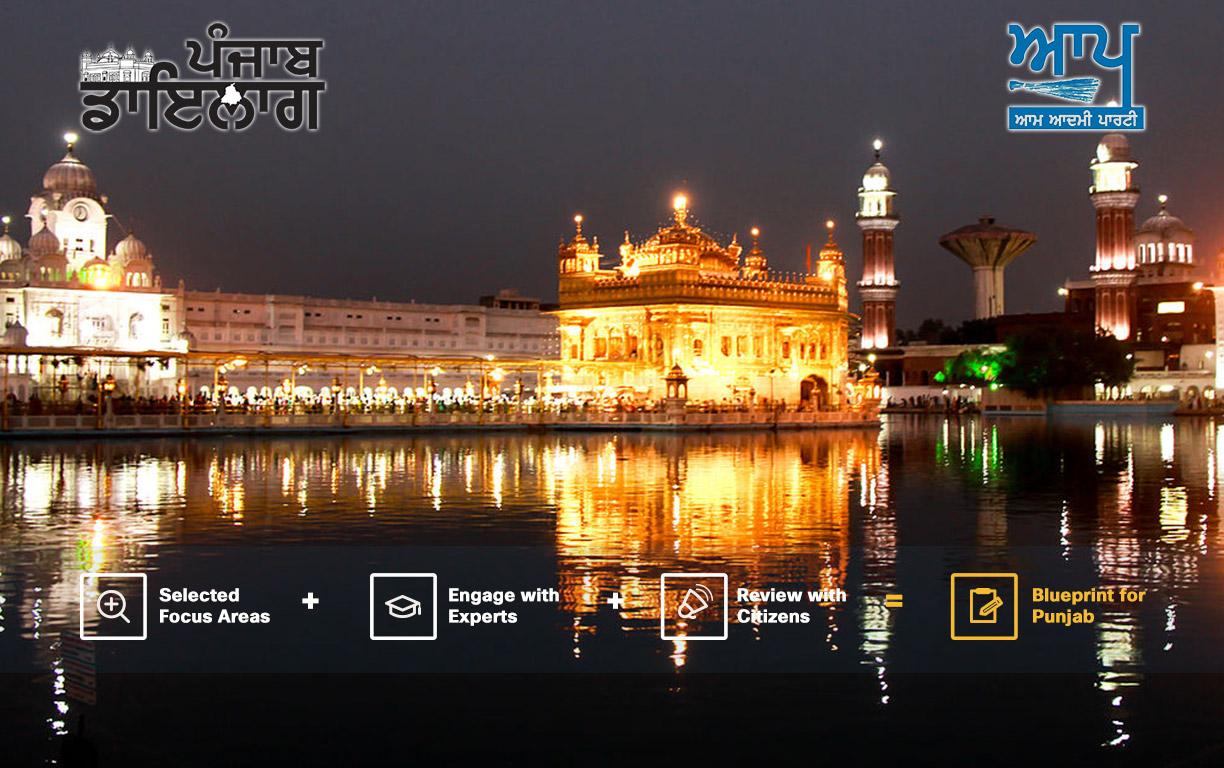 ਪੰਜਾਬ
ਡਾਇਲਾਗ
ਆਪ
ਆਮ ਆਦਮੀ ਪਾਰਟੀ
Selected
Focus Areas
+
Engage with
Experts
+
Review with
Citizens
=
Blueprint for
Punjab